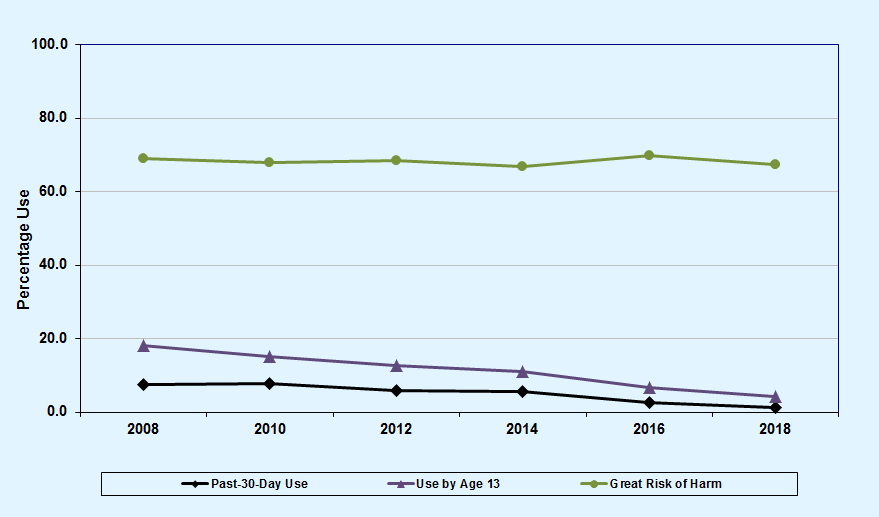 100.0
80.0
60.0
40.0
20.0
0.0
Percentage Use
2008 2010 2012 2014 2016 2018
Past-30-Day Use Use by Age 13 Great Risk of Harm